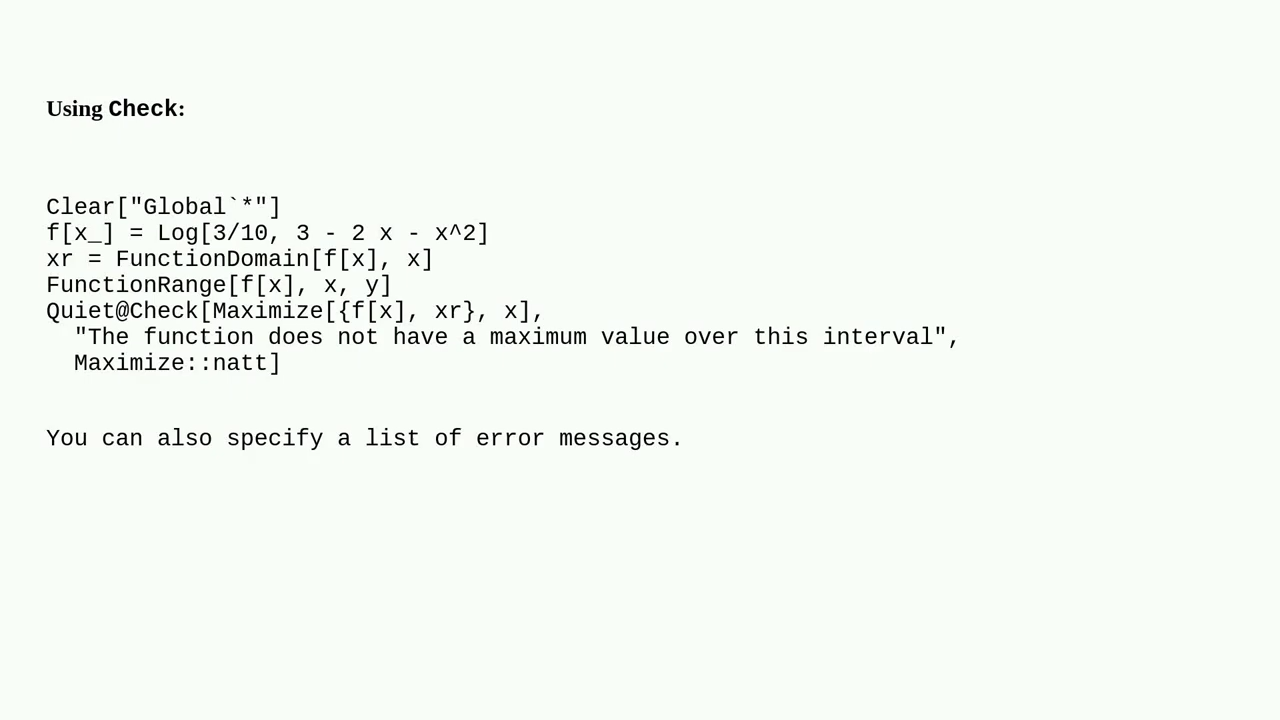 Using Check:
Clear["Global`*"]
f[x_] = Log[3/10, 3 - 2 x - x^2]
xr = FunctionDomain[f[x], x]
FunctionRange[f[x], x, y]
Quiet@Check[Maximize[{f[x], xr}, x],
  "The function does not have a maximum value over this interval",
  Maximize::natt]
You can also specify a list of error messages.